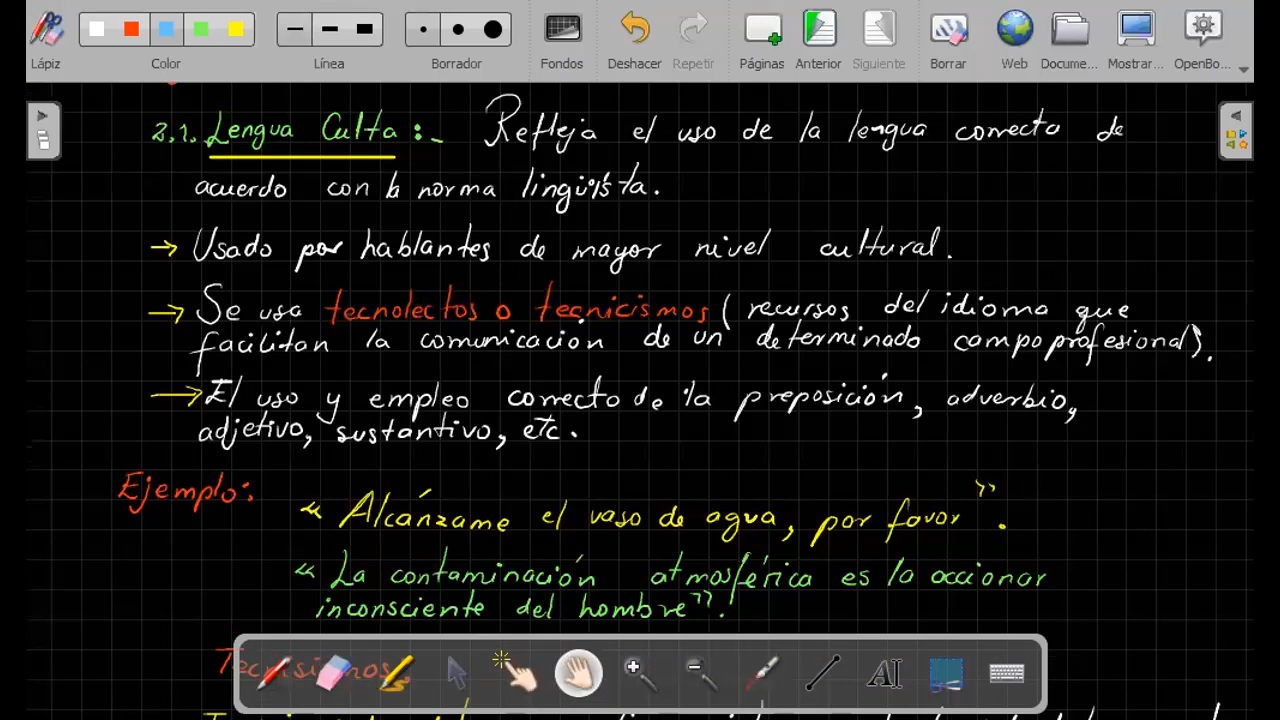 Lápiz Color Línea Borrador Fondos Deshacer Repetir Páginas Anterior Siguiente Borrar Web Docume... Mostrar... OpenBo...
2.1. Lengua Culta :- Refleja el uso de la lengua correcta de
acuerdo con la norma lingüista.
→ Usado por hablantes de mayor nivel cultural.
→ Se usa tecnolectos o tecnicismos (recursos del idioma que
facilitan la comunicación de un determinado campo profesional).
→ El uso y empleo correcto de la preposición, adverbio,
adjetivo, sustantivo, etc.
Ejemplo:
"Alcánzame el vaso de agua, por favor".
"La contaminación atmosférica es la accionar
inconsciente del hombre".